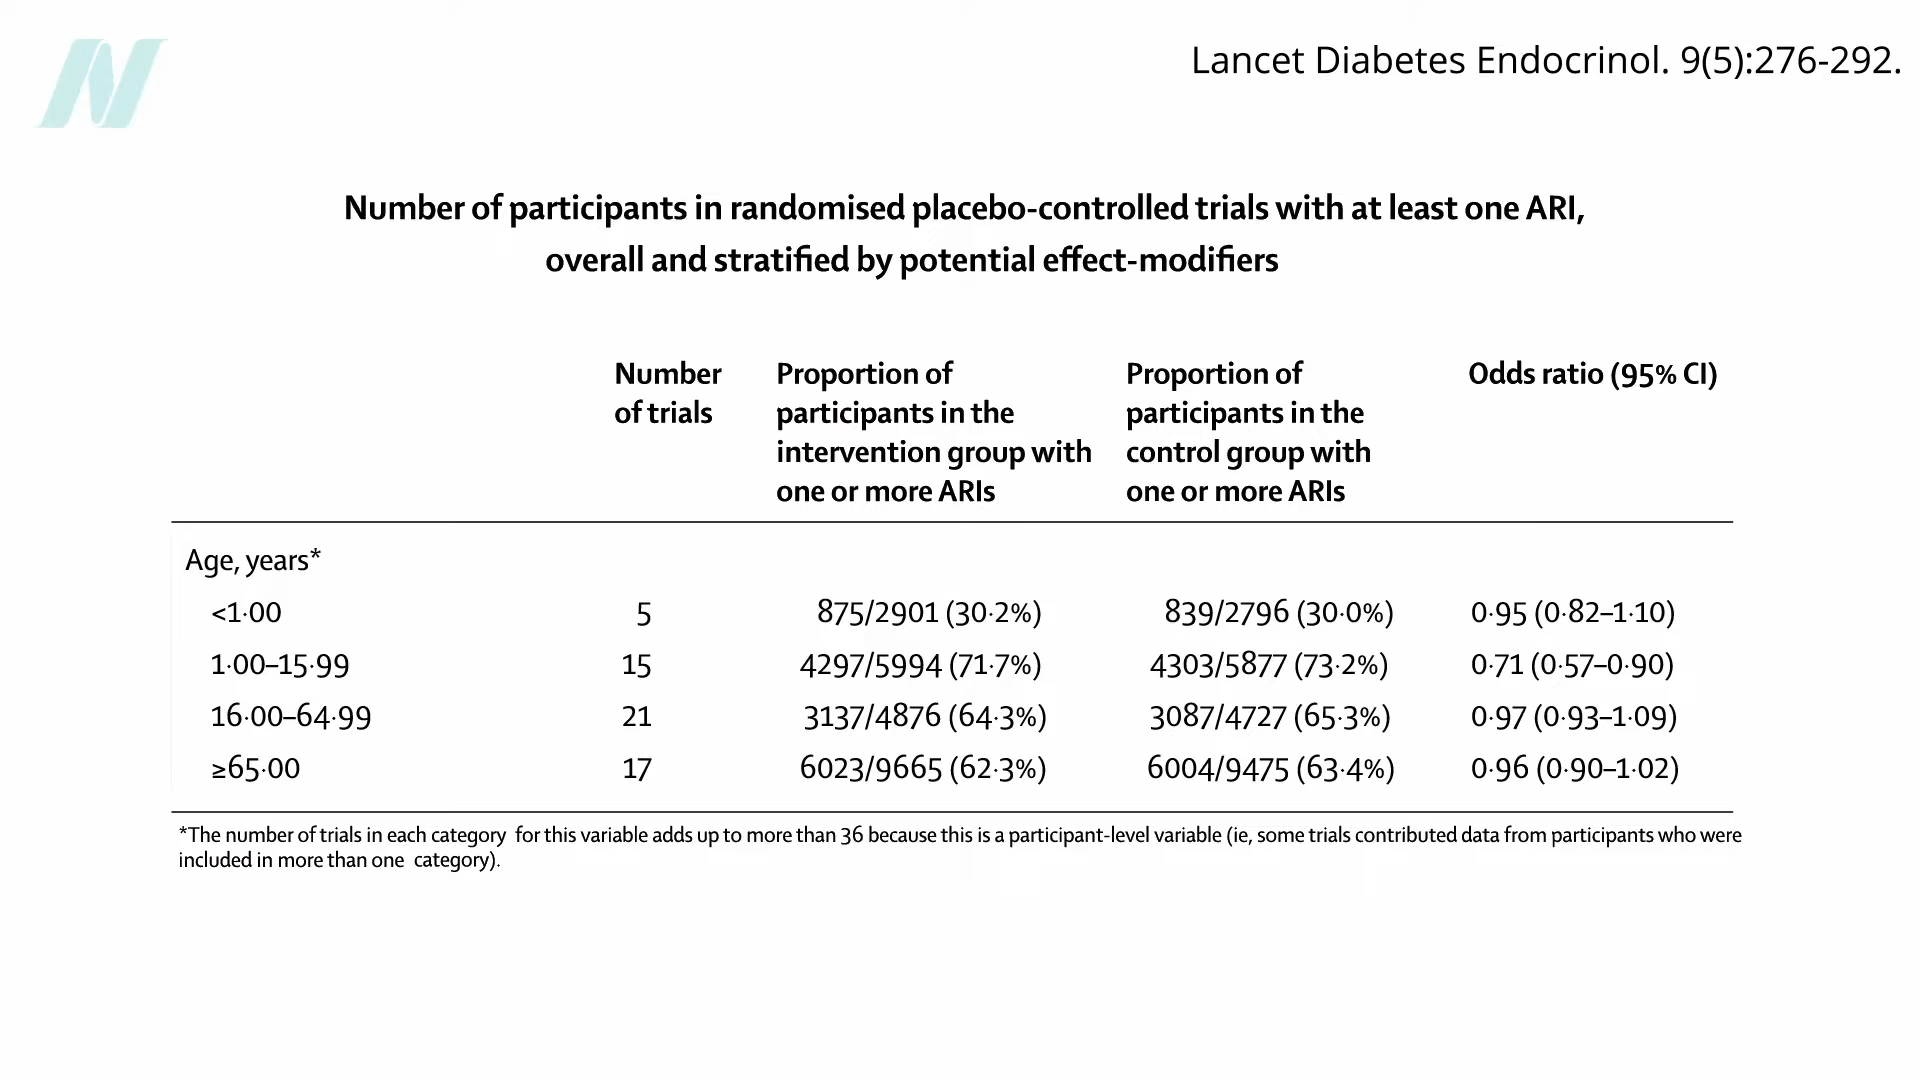 Lancet Diabetes Endocrinol. 9(5):276-292.
Number of participants in randomised placebo-controlled trials with at least one ARI,
overall and stratified by potential effect-modifiers
Number of trials
Proportion of participants in the intervention group with one or more ARIs
Proportion of participants in the control group with one or more ARIs
Odds ratio (95% CI)
Age, years*
<1·00 5 875/2901 (30·2%) 839/2796 (30·0%) 0·95 (0·82–1·10)
1·00–15·99 15 4297/5994 (71·7%) 4303/5877 (73·2%) 0·71 (0·57–0·90)
16·00–64·99 21 3137/4876 (64·3%) 3087/4727 (65·3%) 0·97 (0·93–1·09)
≥65·00 17 6023/9665 (62·3%) 6004/9475 (63·4%) 0·96 (0·90–1·02)
*The number of trials in each category for this variable adds up to more than 36 because this is a participant-level variable (ie, some trials contributed data from participants who were
included in more than one category).